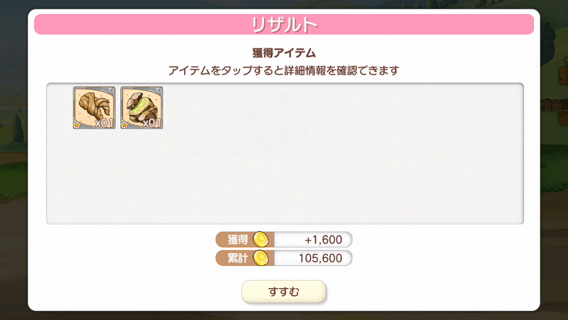 リザルト
獲得アイテム
アイテムをタップすると詳細情報を確認できます
x01 x01
獲得 +1,600
累計 105,600
すすむ